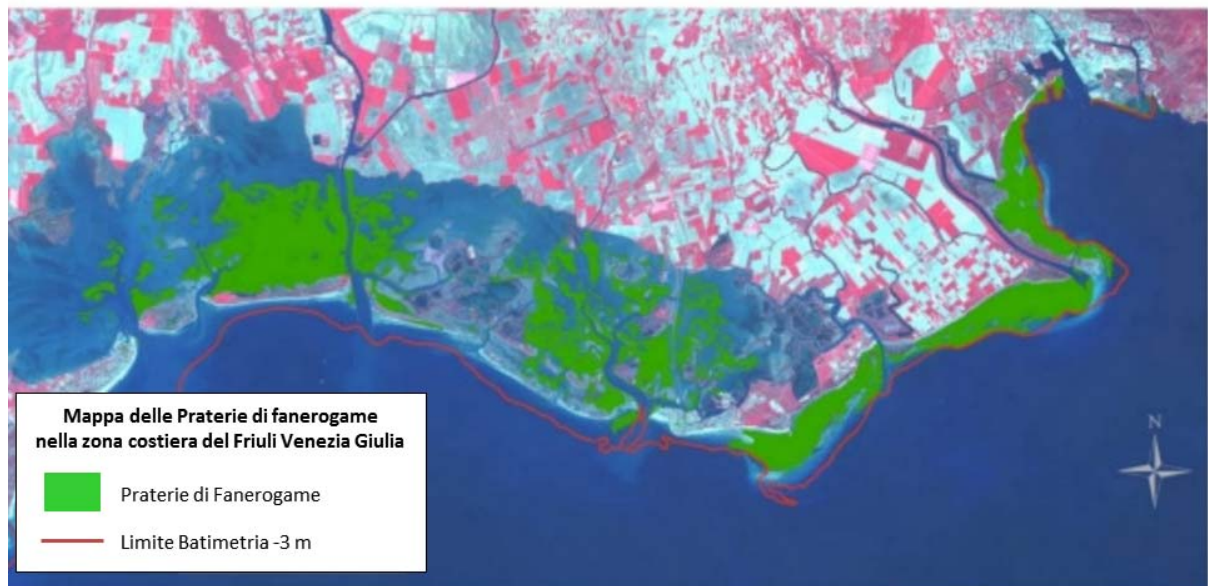 N
Mappa delle Praterie di fanerogame
nella zona costiera del Friuli Venezia Giulia
Praterie di Fanerogame
Limite Batimetria -3 m